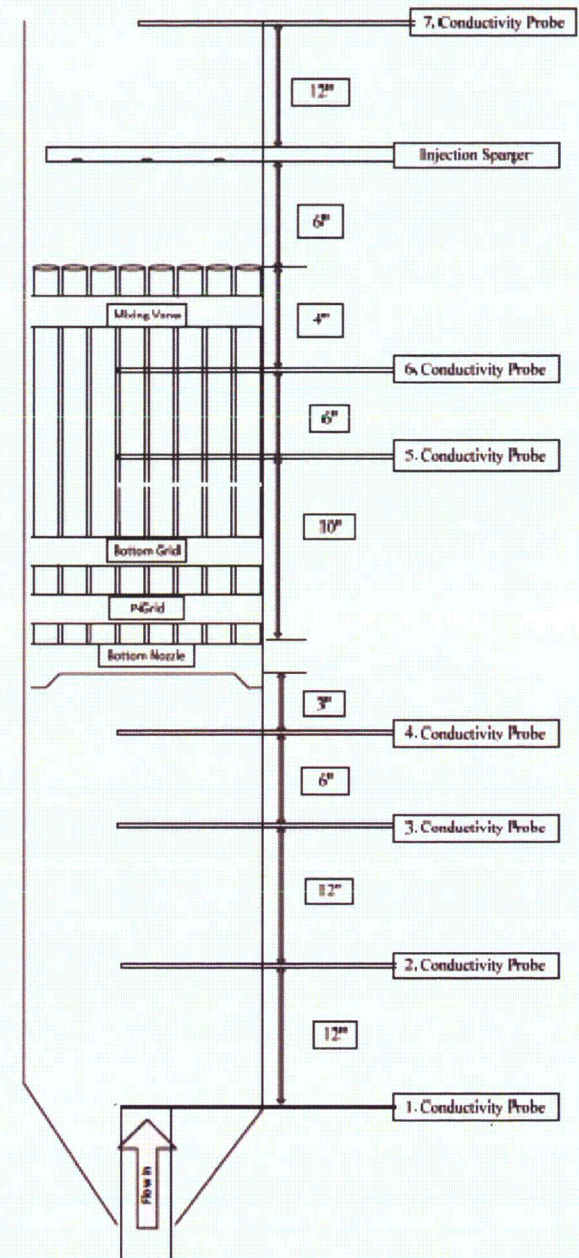 7. Conductivity Probe
12"
Injection Sparger
6"
Mixing Vane
4"
6. Conductivity Probe
6"
5. Conductivity Probe
10"
Bottom Grid
P-Grid
Bottom Nozzle
3"
4. Conductivity Probe
6"
3. Conductivity Probe
12"
2. Conductivity Probe
12"
1. Conductivity Probe
Flow In